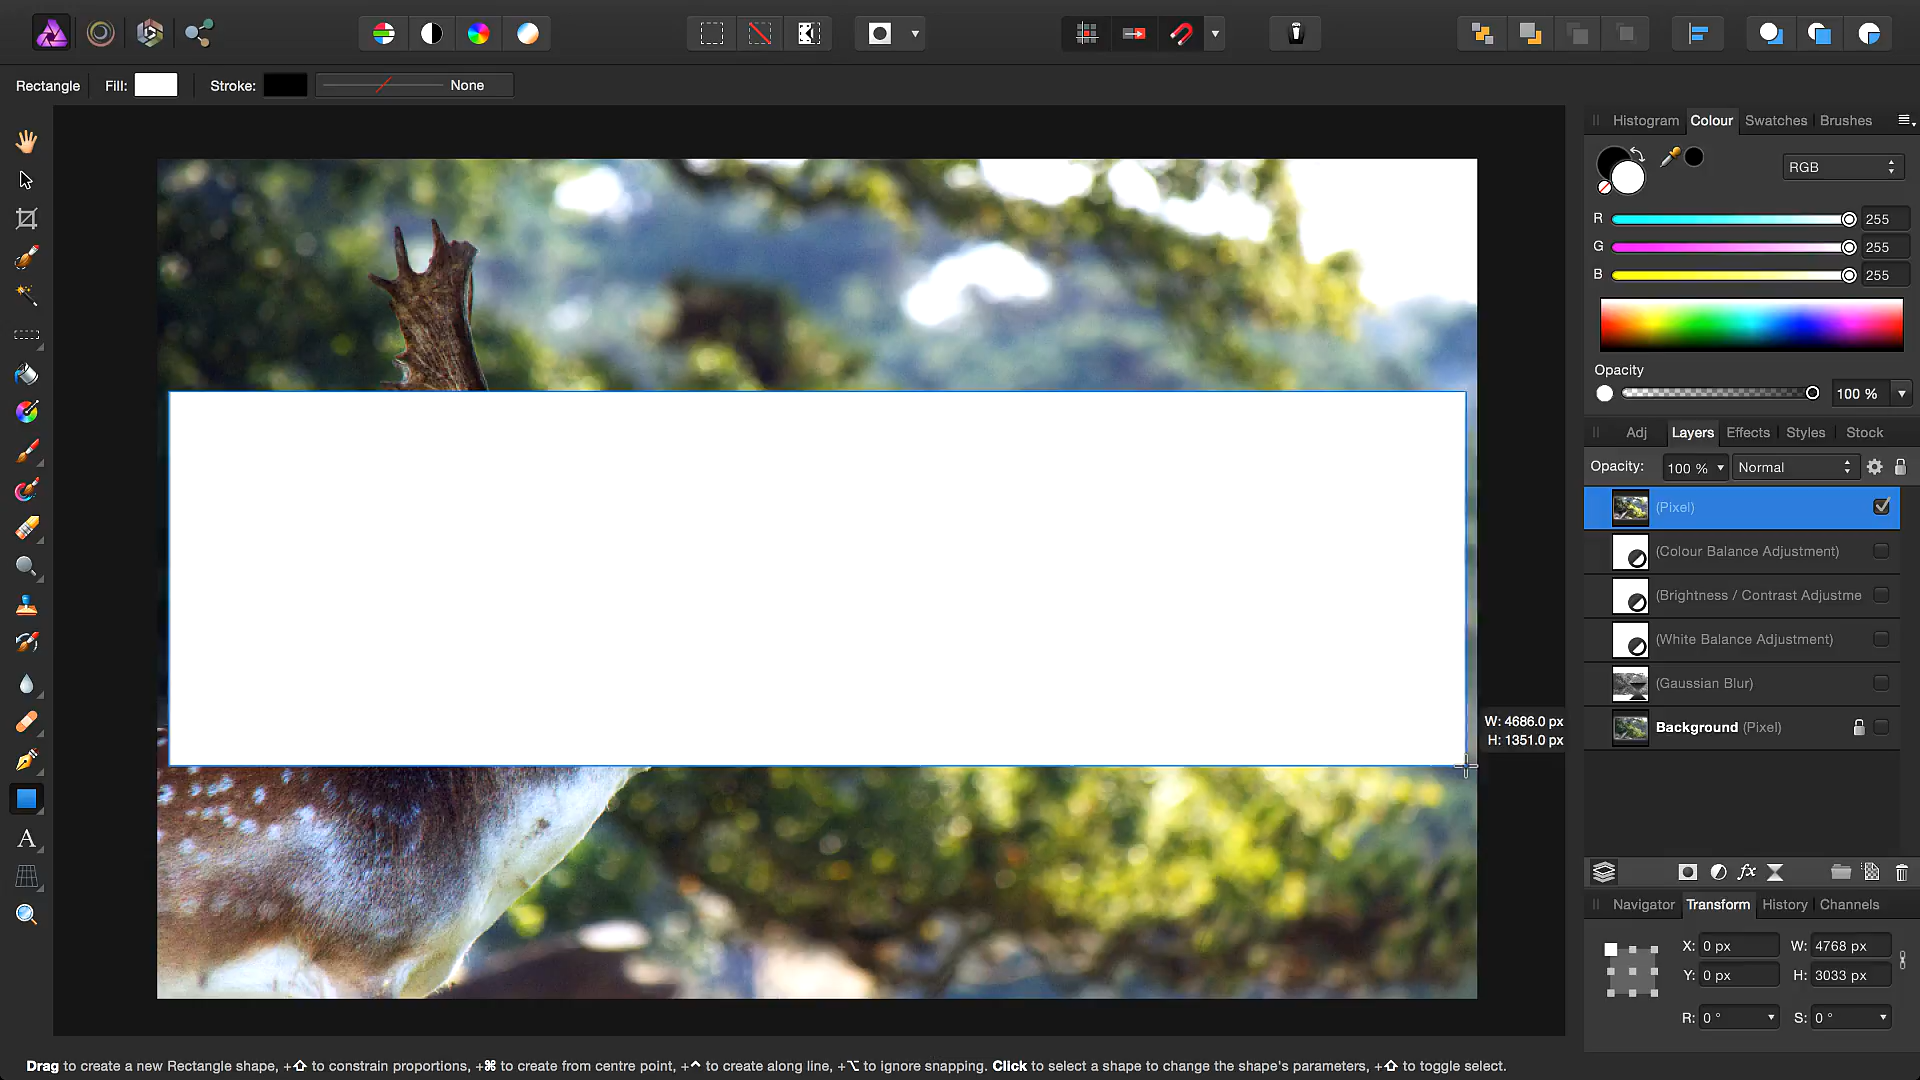 Rectangle Fill: Stroke: None
Histogram Colour Swatches Brushes
RGB
R 255
G 255
B 255
Opacity
100 %
Adj Layers Effects Styles Stock
Opacity: 100 % Normal
(Pixel)
(Colour Balance Adjustment)
(Brightness / Contrast Adjustme
(White Balance Adjustment)
(Gaussian Blur)
W: 4686.0 px
H: 1351.0 px
Background (Pixel)
A
fx
Navigator Transform History Channels
X: 0 px W: 4768 px
Y: 0 px H: 3033 px
R: 0 ° S: 0 °
Drag to create a new Rectangle shape, +⇧ to constrain proportions, +⌘ to create from centre point, +^ to create along line, +⌥ to ignore snapping. Click to select a shape to change the shape's parameters, +⇧ to toggle select.